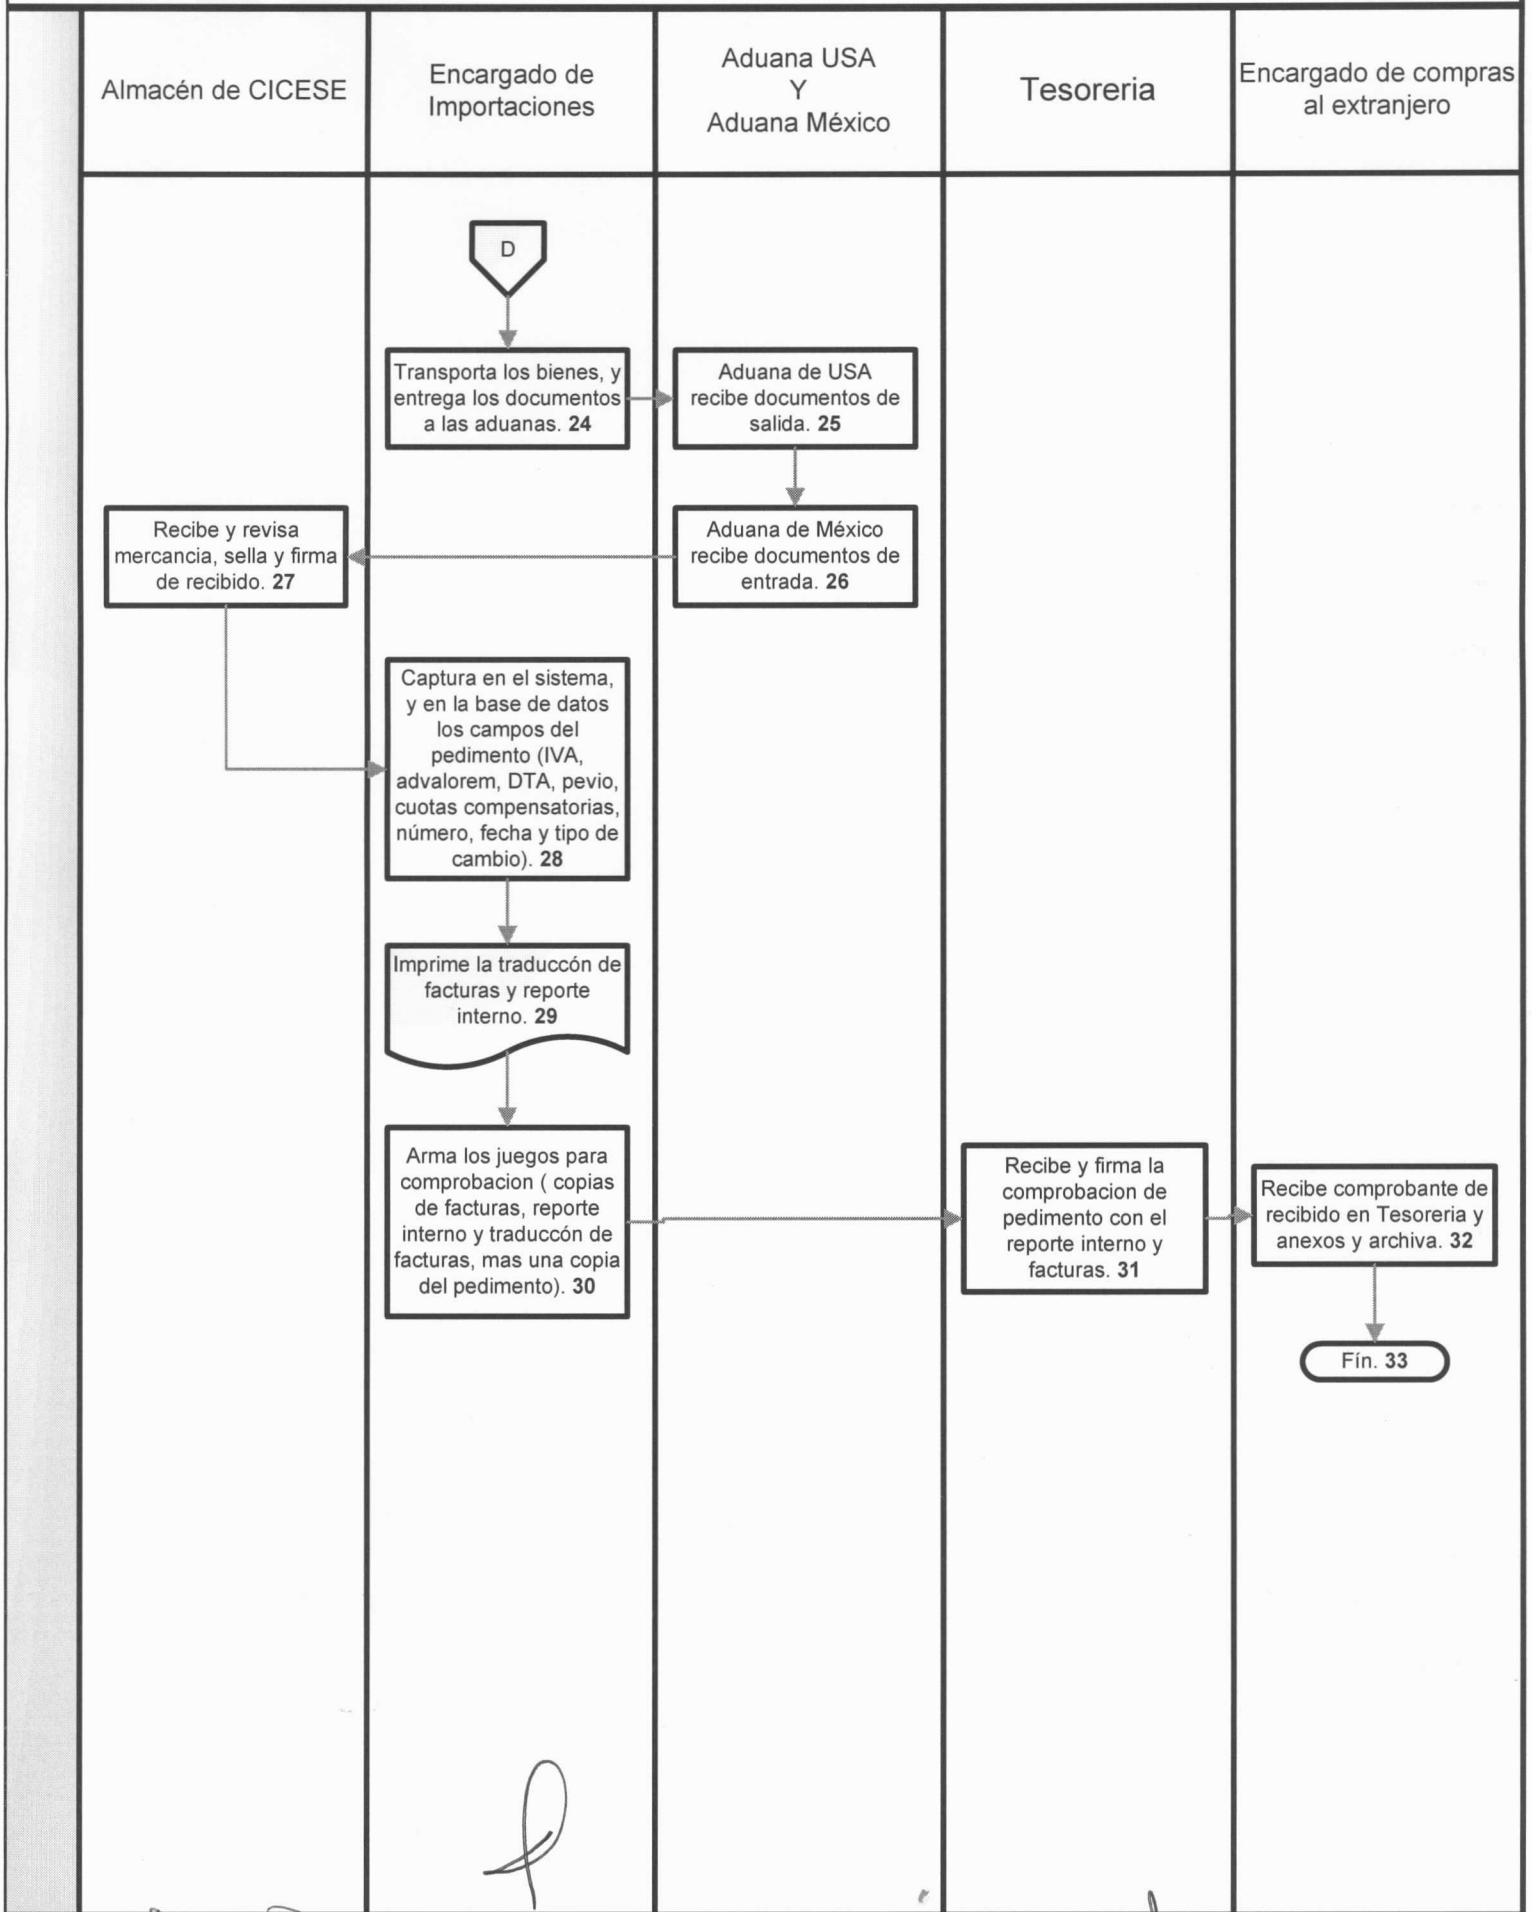 Almacén de CICESE
Encargado de
Importaciones
Aduana USA
Y
Aduana México
Tesoreria
Encargado de compras
al extranjero
D
Transporta los bienes, y
entrega los documentos
a las aduanas. 24
Aduana de USA
recibe documentos de
salida. 25
Aduana de México
recibe documentos de
entrada. 26
Recibe y revisa
mercancia, sella y firma
de recibido. 27
Captura en el sistema,
y en la base de datos
los campos del
pedimento (IVA,
advalorem, DTA, pevio,
cuotas compensatorias,
número, fecha y tipo de
cambio). 28
Imprime la traduccón de
facturas y reporte
interno. 29
Arma los juegos para
comprobacion ( copias
de facturas, reporte
interno y traduccón de
facturas, mas una copia
del pedimento). 30
Recibe y firma la
comprobacion de
pedimento con el
reporte interno y
facturas. 31
Recibe comprobante de
recibido en Tesoreria y
anexos y archiva. 32
Fín. 33